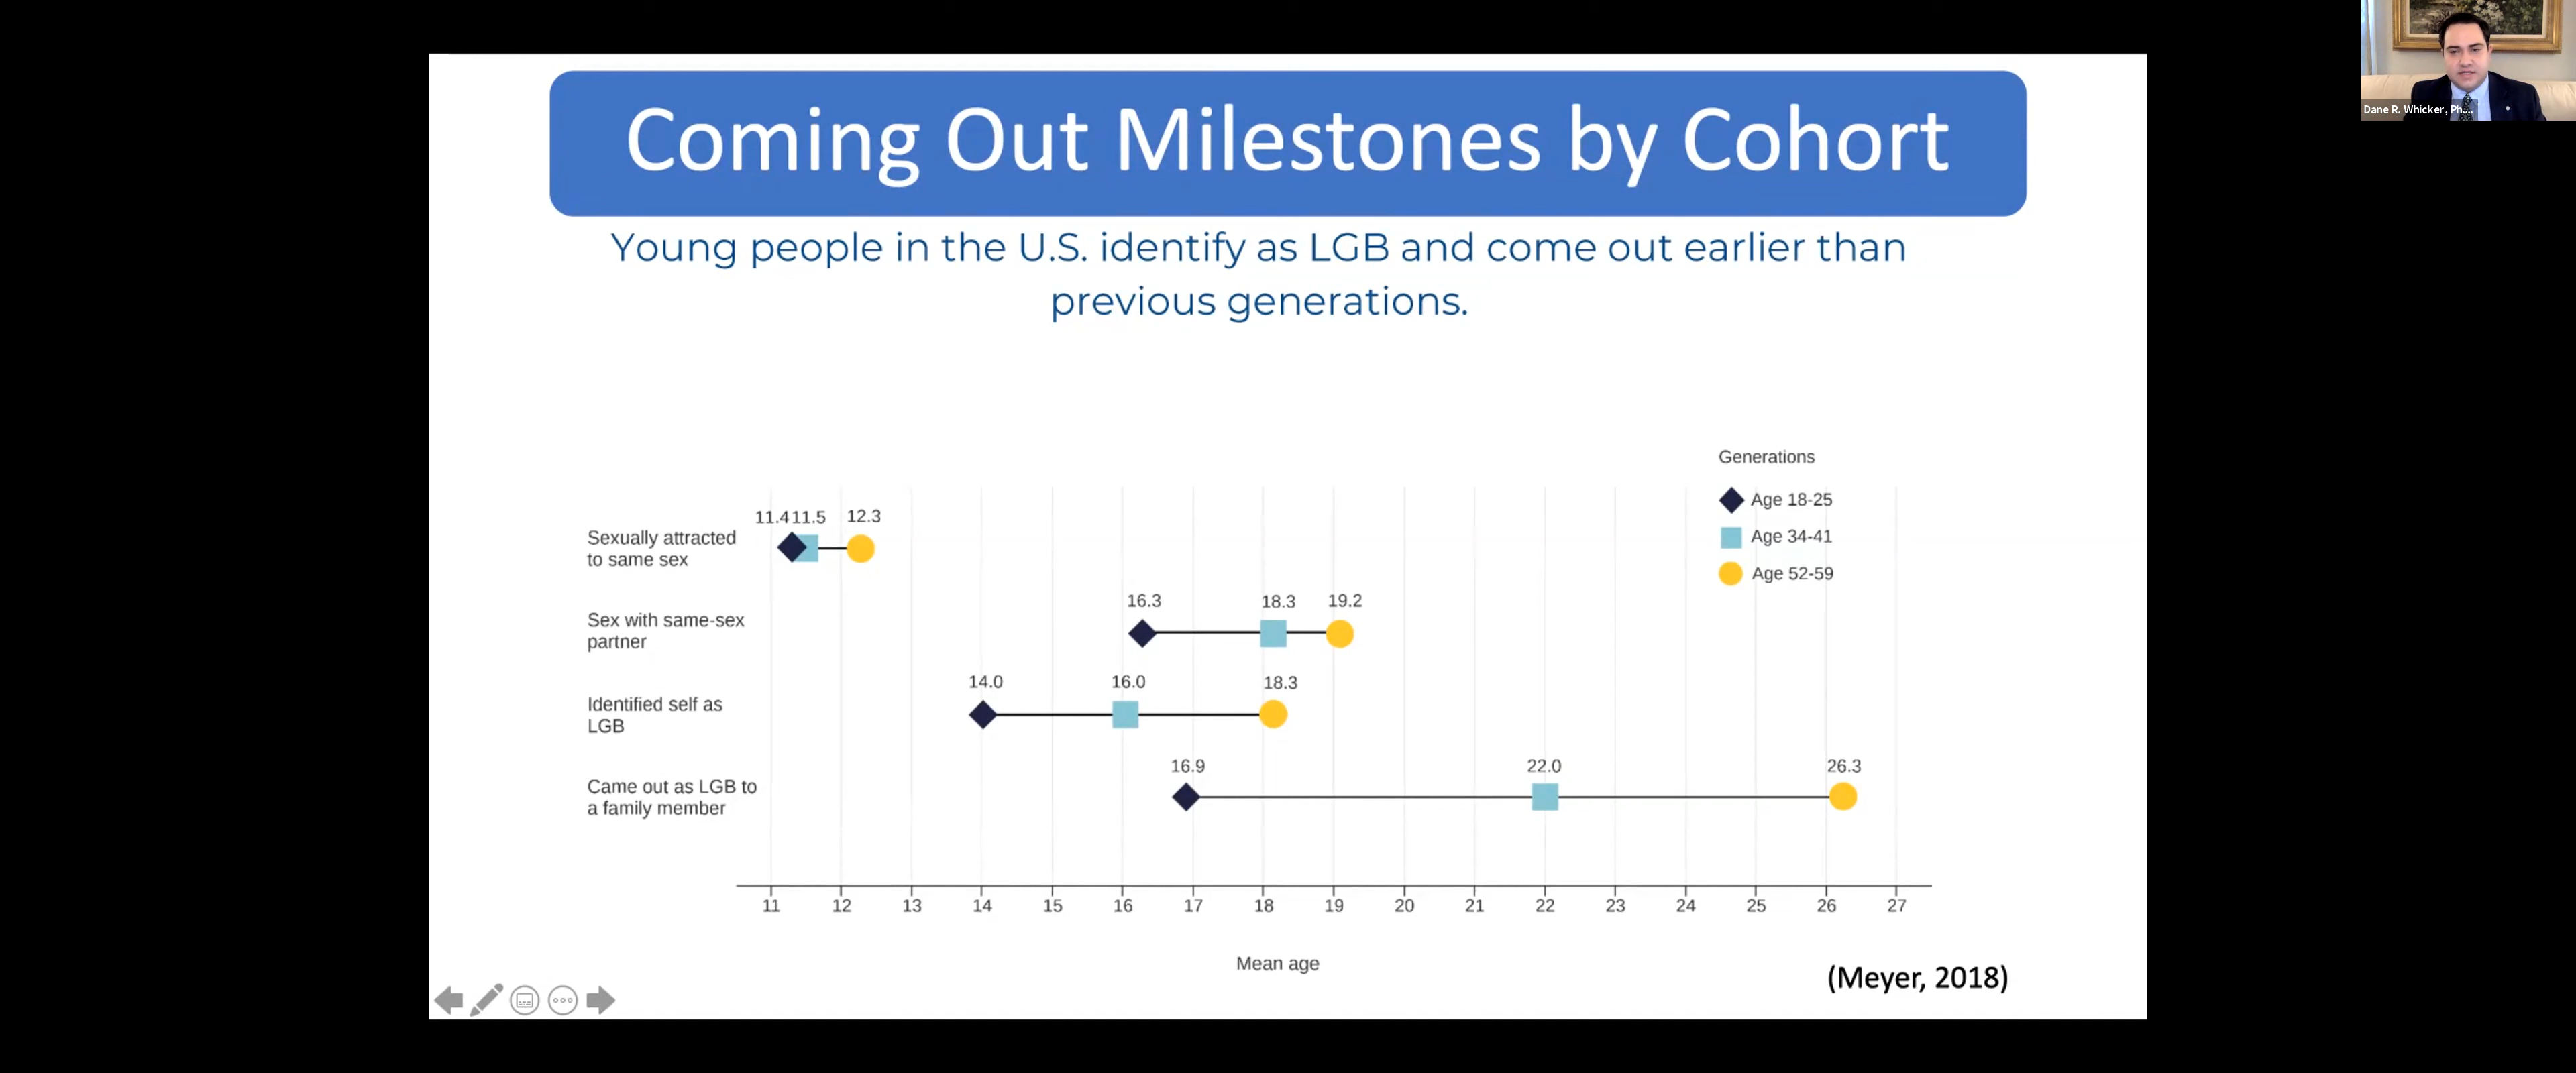 Coming Out Milestones by Cohort
Dane R. Whicker, Ph....
Young people in the U.S. identify as LGB and come out earlier than
previous generations.
Generations
Age 18-25
Age 34-41
Age 52-59
11.4 11.5 12.3
Sexually attracted
to same sex
16.3 18.3 19.2
Sex with same-sex
partner
14.0 16.0 18.3
Identified self as
LGB
16.9 22.0 26.3
Came out as LGB to
a family member
11 12 13 14 15 16 17 18 19 20 21 22 23 24 25 26 27
Mean age
(Meyer, 2018)